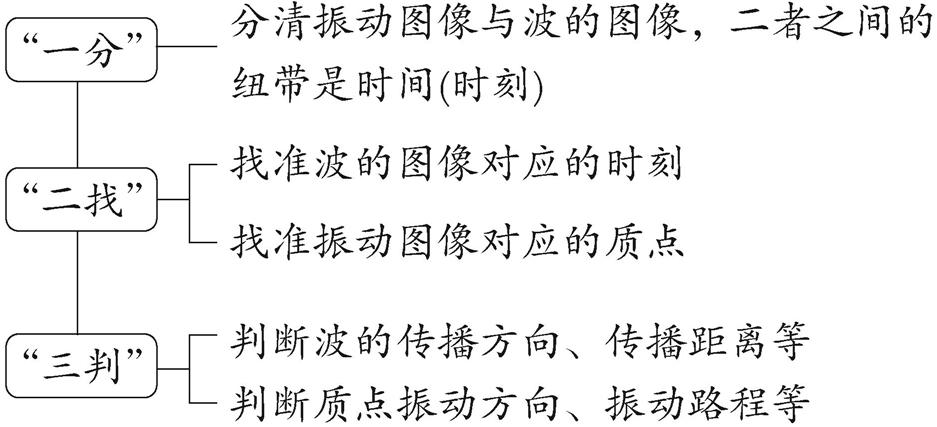 “一分”
分清振动图像与波的图像，二者之间的
纽带是时间(时刻)
“二找”
找准波的图像对应的时刻
找准振动图像对应的质点
“三判”
判断波的传播方向、传播距离等
判断质点振动方向、振动路程等